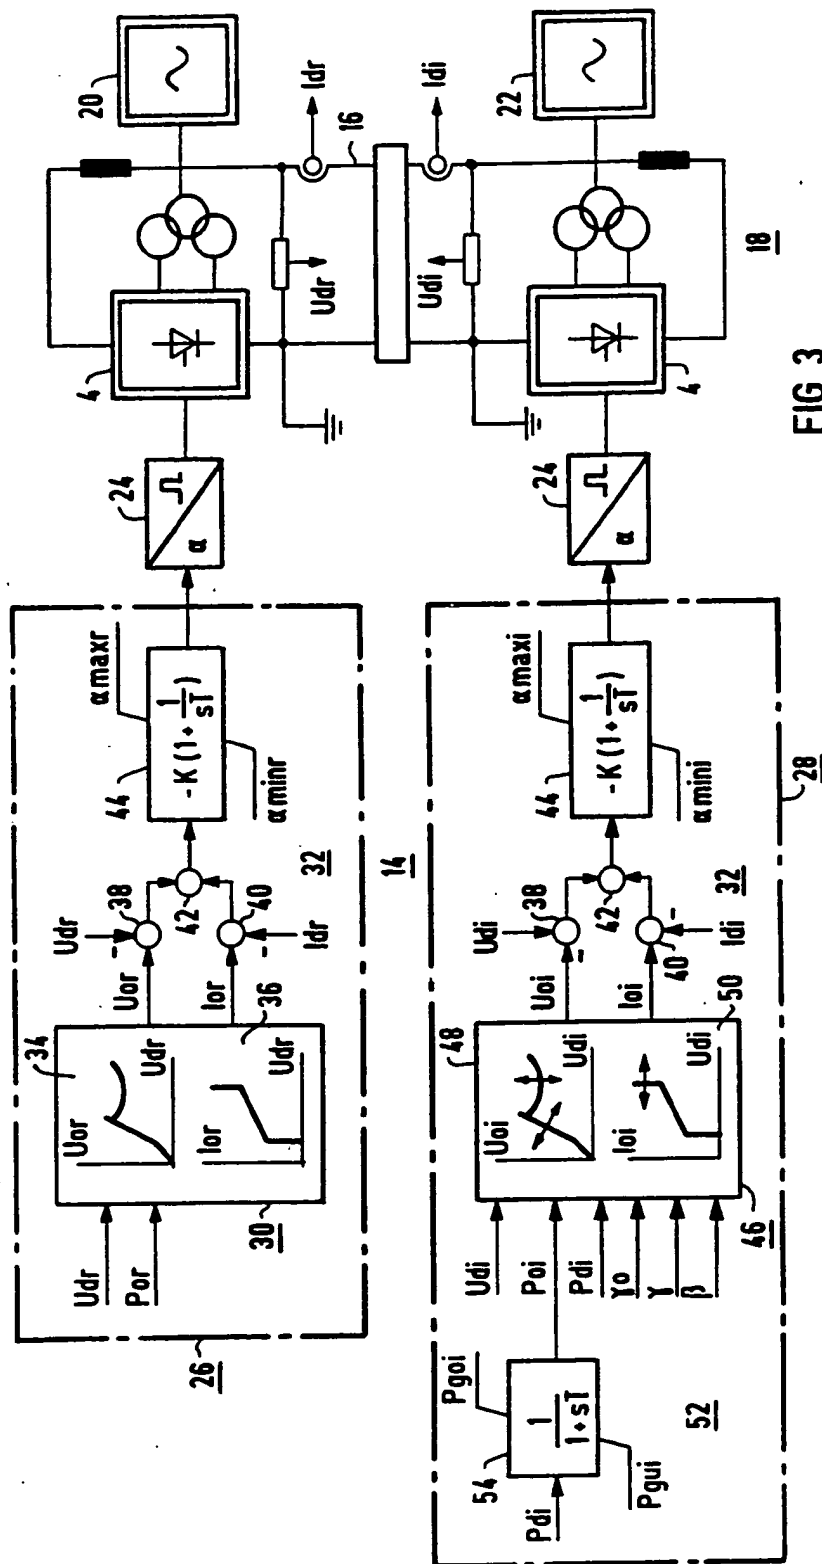 20
Idr
16
Idi
22
Udr
Udi
18
4
4
24
α
24
α
FIG 3
αmaxr
44
-K (1+ 1/sT)
αminr
αmaxi
44
-K (1+ 1/sT)
αmini
28
32
14
32
Udr
-
38
42
40
-
Idr
Uor
Ior
Udi
38
-
42
40
-
Idi
Uoi
Ioi
34
Uor
Udr
36
Ior
Udr
30
Udr
Por
26
48
Uoi
Udi
50
Ioi
Udi
46
Udi
Poi
Pdi
γo
γ
β
Pgoi
54
1/1+sT
Pgui
Pdi
52